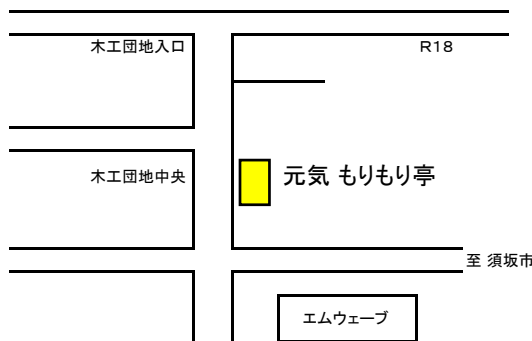 木工団地入口
R18
木工団地中央
元気 もりもり亭
至 須坂市
エムウェーブ